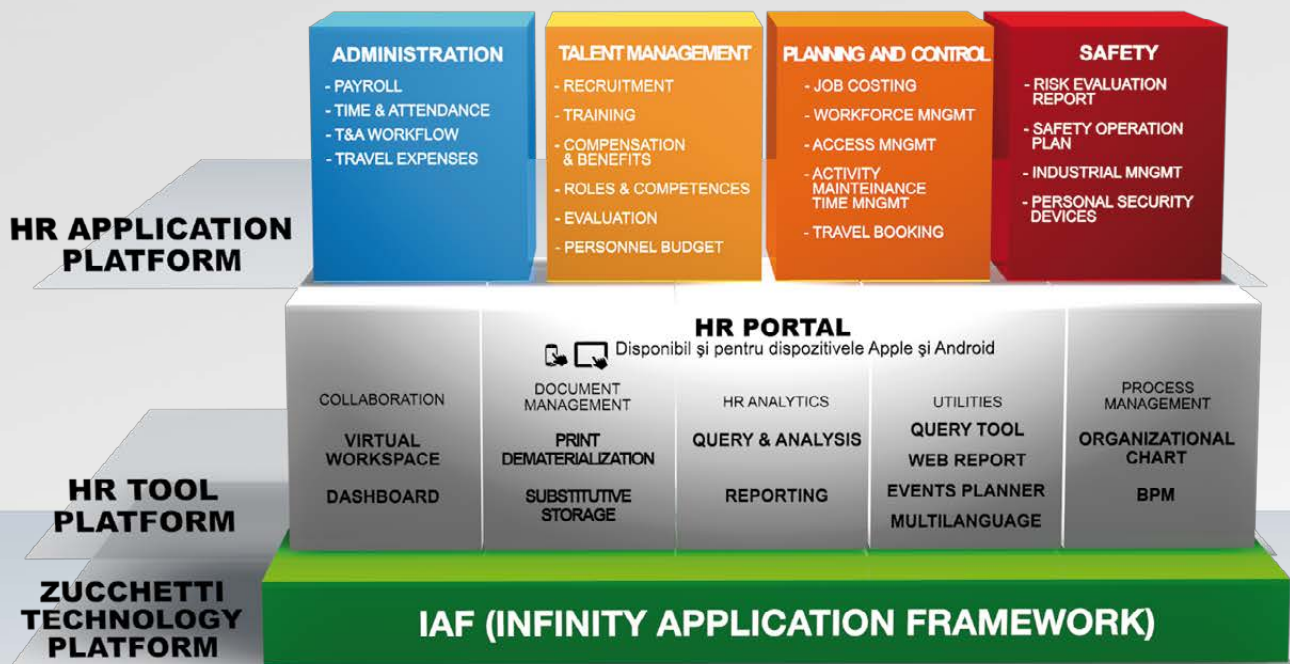 ADMINISTRATION
- PAYROLL
- TIME & ATTENDANCE
- T&A WORKFLOW
- TRAVEL EXPENSES
TALENT MANAGEMENT
- RECRUITMENT
- TRAINING
- COMPENSATION
& BENEFITS
- ROLES & COMPETENCES
- EVALUATION
- PERSONNEL BUDGET
PLANNING AND CONTROL
- JOB COSTING
- WORKFORCE MNGMT
- ACCESS MNGMT
- ACTIVITY
MAINTEINANCE
TIME MNGMT
- TRAVEL BOOKING
SAFETY
- RISK EVALUATION
REPORT
- SAFETY OPERATION
PLAN
- INDUSTRIAL MNGMT
- PERSONAL SECURITY
DEVICES
HR APPLICATION
PLATFORM
HR PORTAL
Disponibil și pentru dispozitivele Apple și Android
COLLABORATION
VIRTUAL
WORKSPACE
DASHBOARD
DOCUMENT
MANAGEMENT
PRINT
DEMATERIALIZATION
SUBSTITUTIVE
STORAGE
HR ANALYTICS
QUERY & ANALYSIS
REPORTING
UTILITIES
QUERY TOOL
WEB REPORT
EVENTS PLANNER
MULTILANGUAGE
PROCESS
MANAGEMENT
ORGANIZATIONAL
CHART
BPM
HR TOOL
PLATFORM
ZUCCHETTI
TECHNOLOGY
PLATFORM
IAF (INFINITY APPLICATION FRAMEWORK)